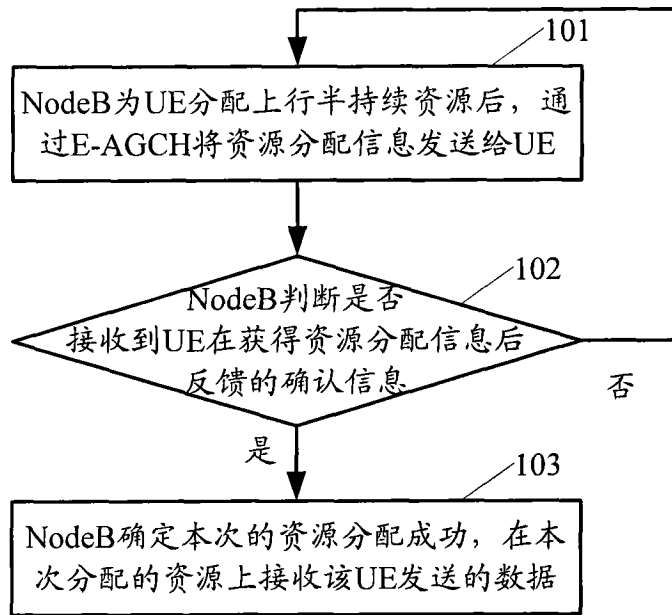 101
NodeB为UE分配上行半持续资源后，通
过E-AGCH将资源分配信息发送给UE
102
NodeB判断是否
接收到UE在获得资源分配信息后
反馈的确认信息
否
是
103
NodeB确定本次的资源分配成功，在本
次分配的资源上接收该UE发送的数据